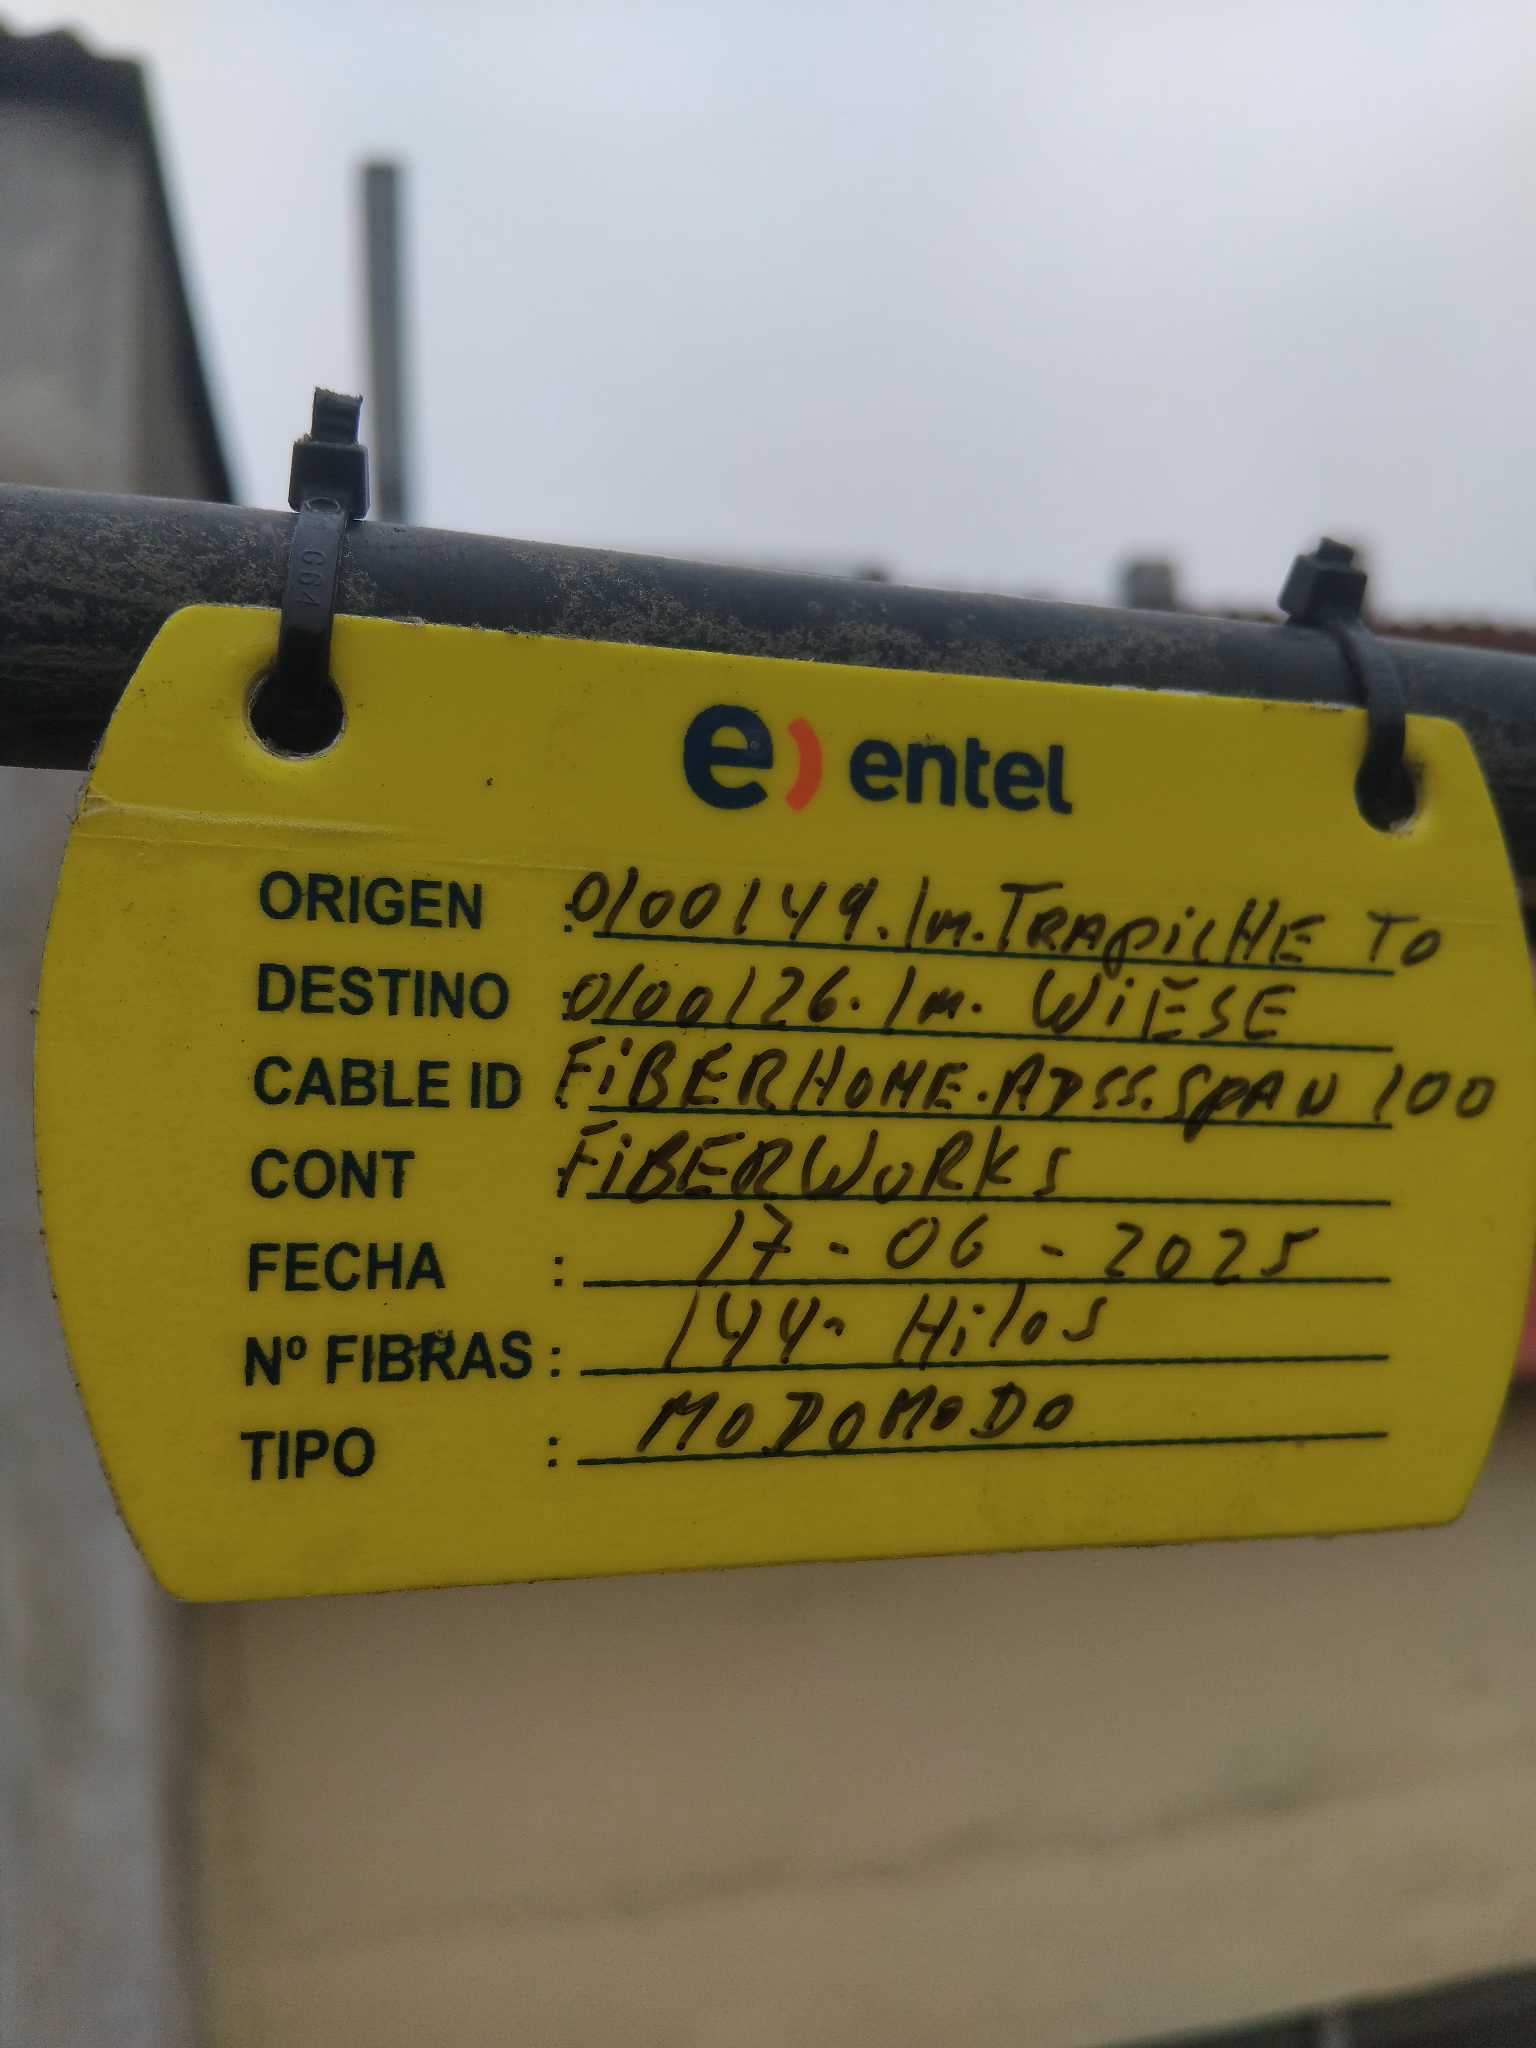 e) entel
ORIGEN : 0100149.LM.TRAPICHE TO
DESTINO : 0100126.LM. WIESE
CABLE ID : FIBERHOME.ADSS.SPAN 100
CONT : FIBERWORKS
FECHA : 17-06-2025
Nº FIBRAS : 144- Hilos
TIPO : MODOMODO